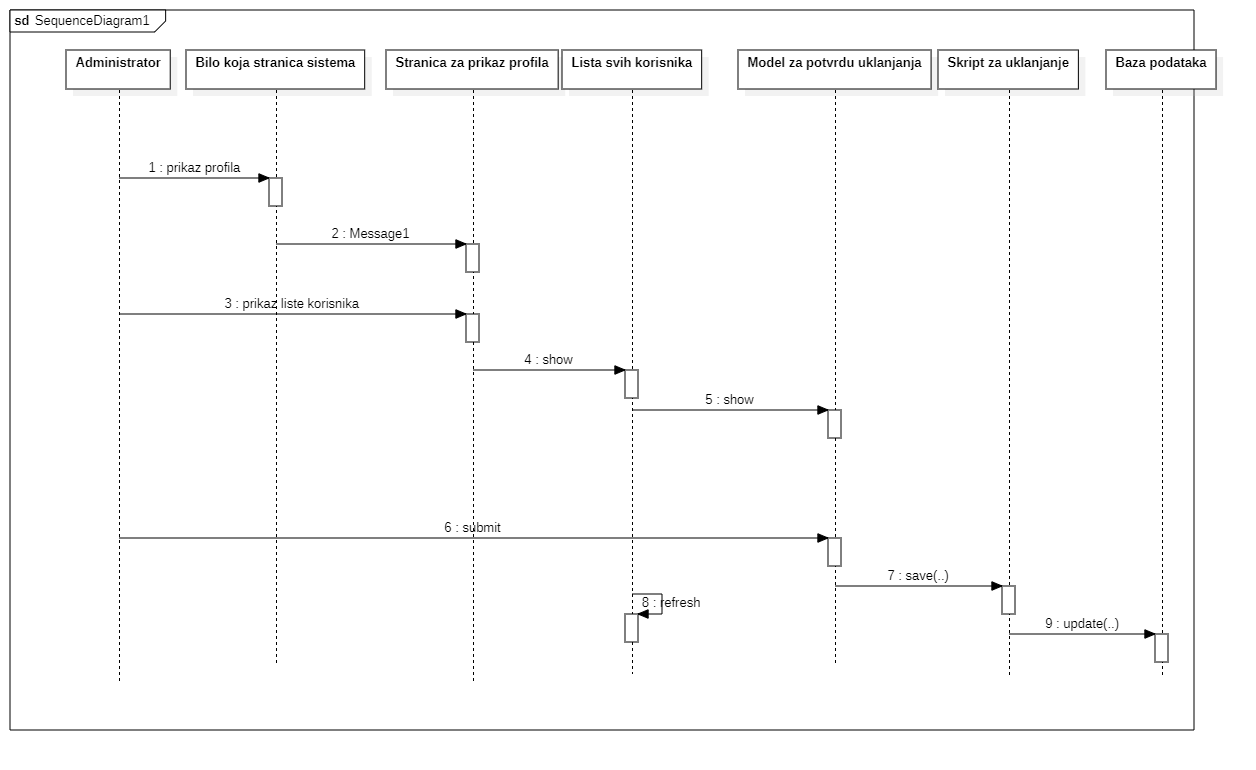 sd SequenceDiagram1
Administrator
Bilo koja stranica sistema
Stranica za prikaz profila
Lista svih korisnika
Model za potvrdu uklanjanja
Skript za uklanjanje
Baza podataka
1 : prikaz profila
2 : Message1
3 : prikaz liste korisnika
4 : show
5 : show
6 : submit
7 : save(..)
8 : refresh
9 : update(..)